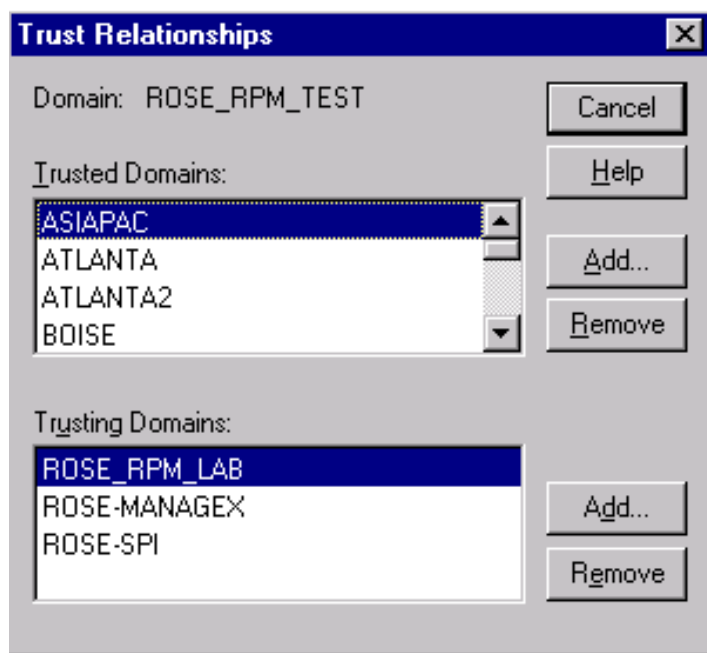 Trust Relationships
Domain: ROSE_RPM_TEST
Cancel
Trusted Domains:
Help
ASIAPAC
ATLANTA
ATLANTA2
BOISE
Add...
Remove
Trusting Domains:
ROSE_RPM_LAB
ROSE-MANAGEX
ROSE-SPI
Add...
Remove